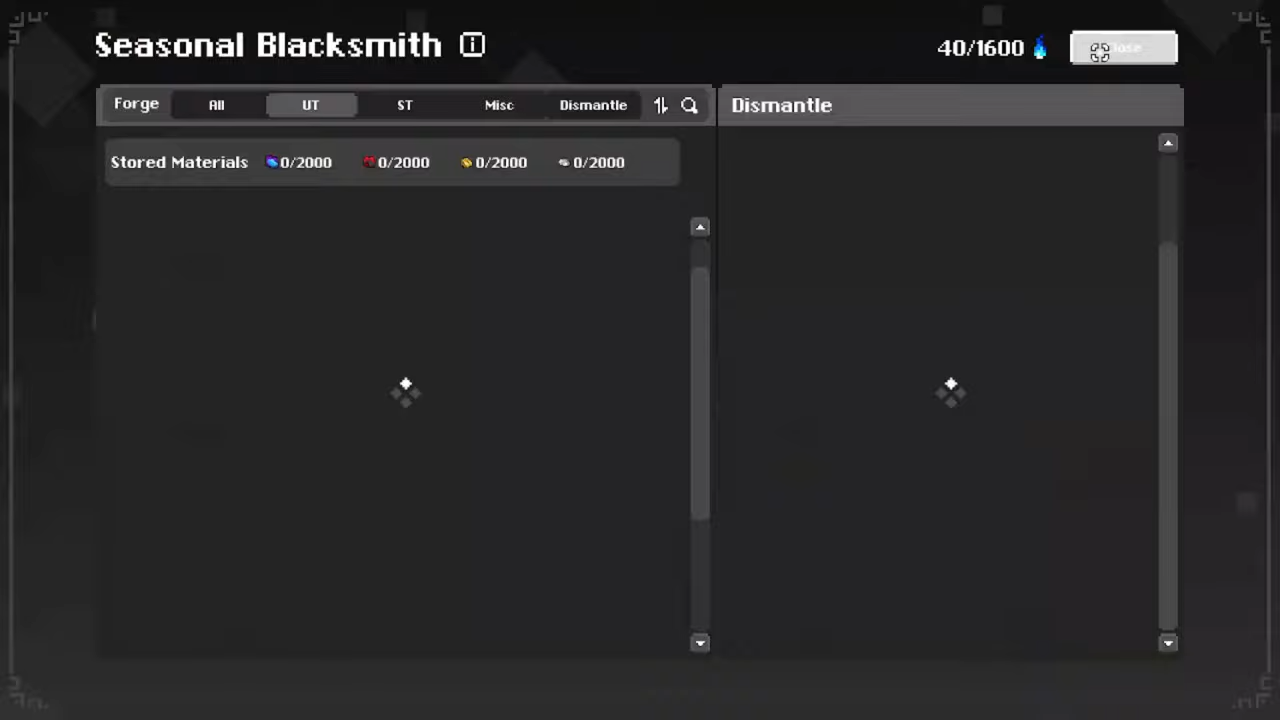 Seasonal Blacksmith
40/1600
Forge All UT ST Misc Dismantle
Dismantle
Stored Materials 0/2000 0/2000 0/2000 0/2000